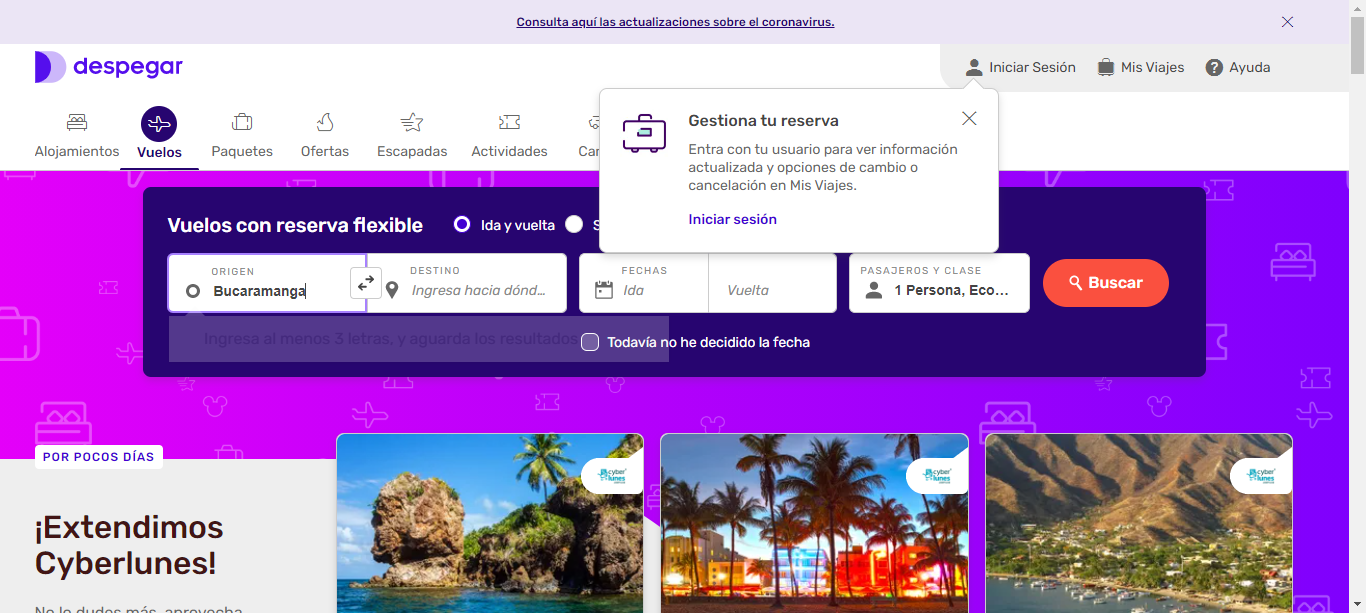 Consulta aquí las actualizaciones sobre el coronavirus.
despegar
Iniciar Sesión
Mis Viajes
Ayuda
Alojamientos
Vuelos
Paquetes
Ofertas
Escapadas
Actividades
Gestiona tu reserva
Entra con tu usuario para ver información
actualizada y opciones de cambio o
cancelación en Mis Viajes.
Iniciar sesión
Vuelos con reserva flexible
Ida y vuelta
ORIGEN
Bucaramanga
DESTINO
Ingresa hacia dónd...
FECHAS
Ida
Vuelta
PASAJEROS Y CLASE
1 Persona, Eco...
Buscar
Ingresa al menos 3 letras, y aguarda los resultados
Todavía no he decidido la fecha
POR POCOS DÍAS
¡Extendimos
Cyberlunes!
No lo dudes más, aprovecha
cyber
lunes
cyber
lunes
cyber
lunes